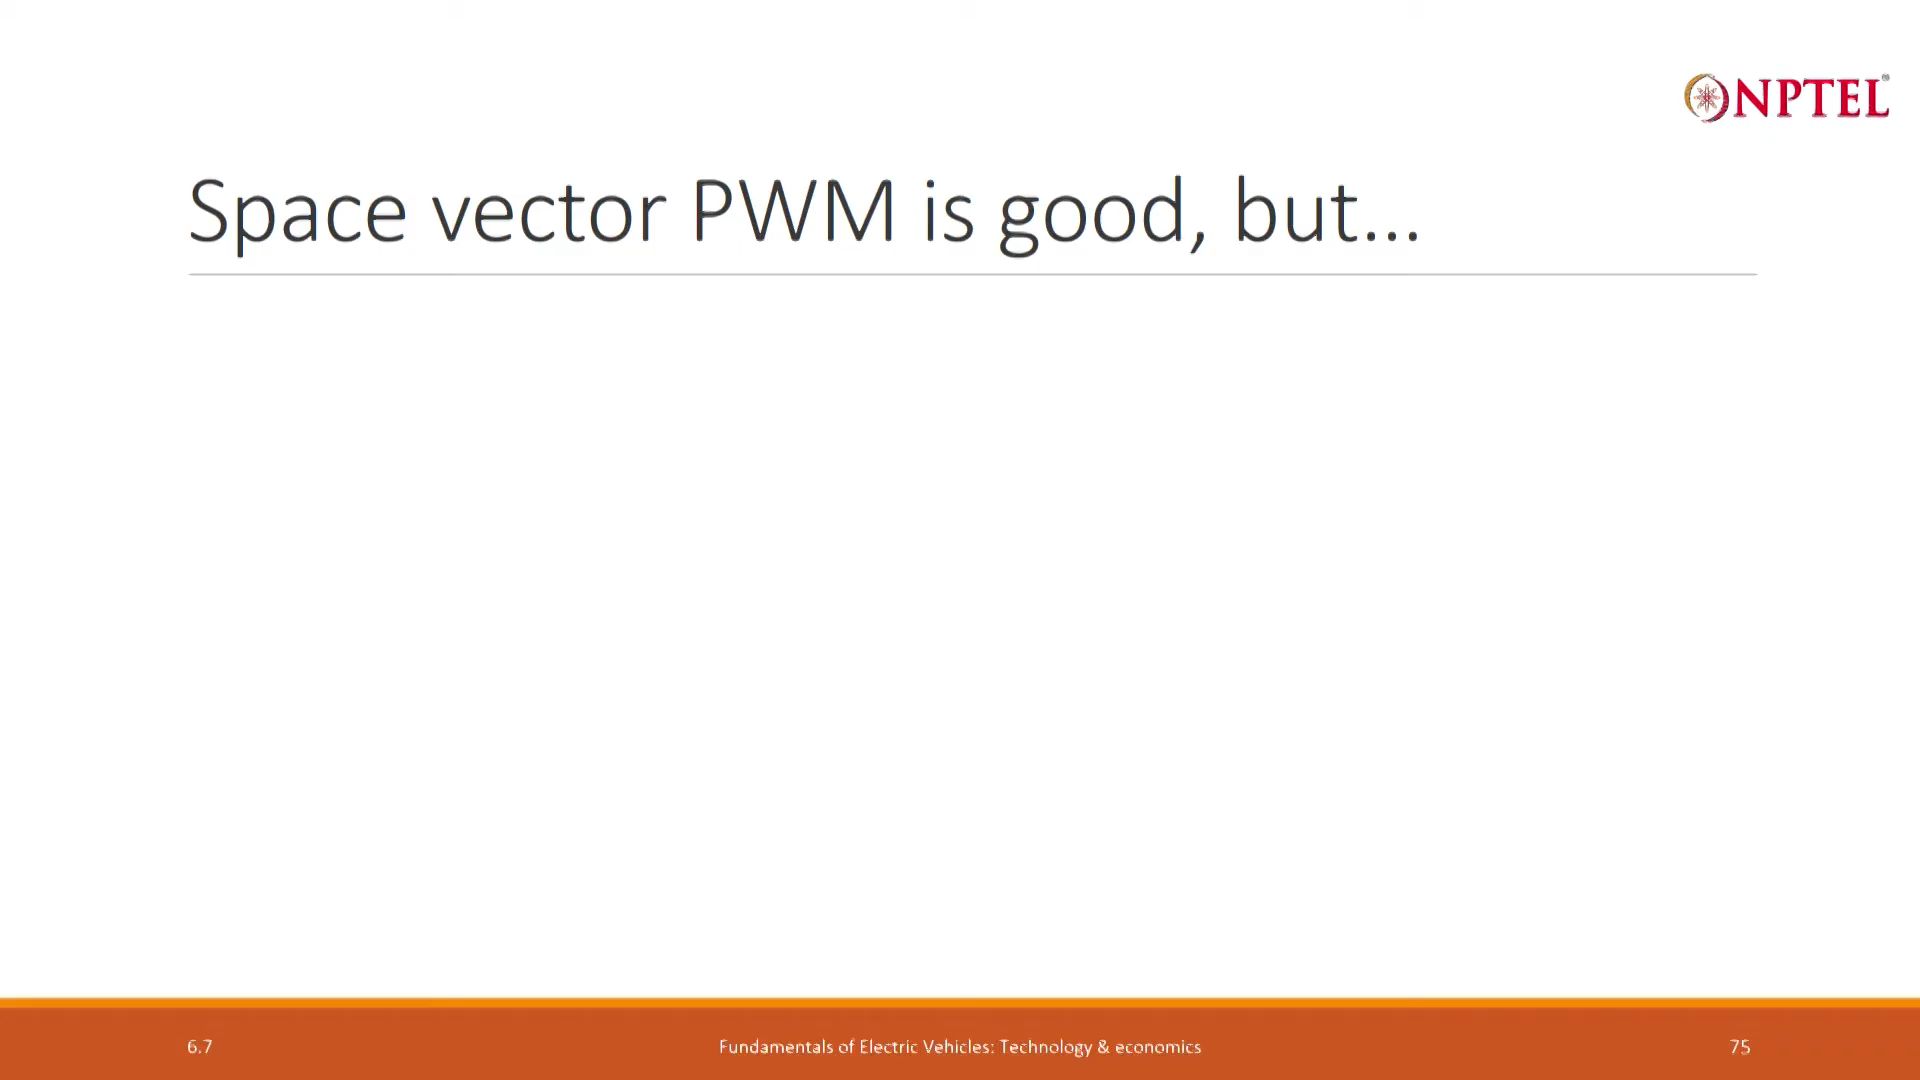 NPTEL
Space vector PWM is good, but...
6.7
Fundamentals of Electric Vehicles: Technology & economics
75